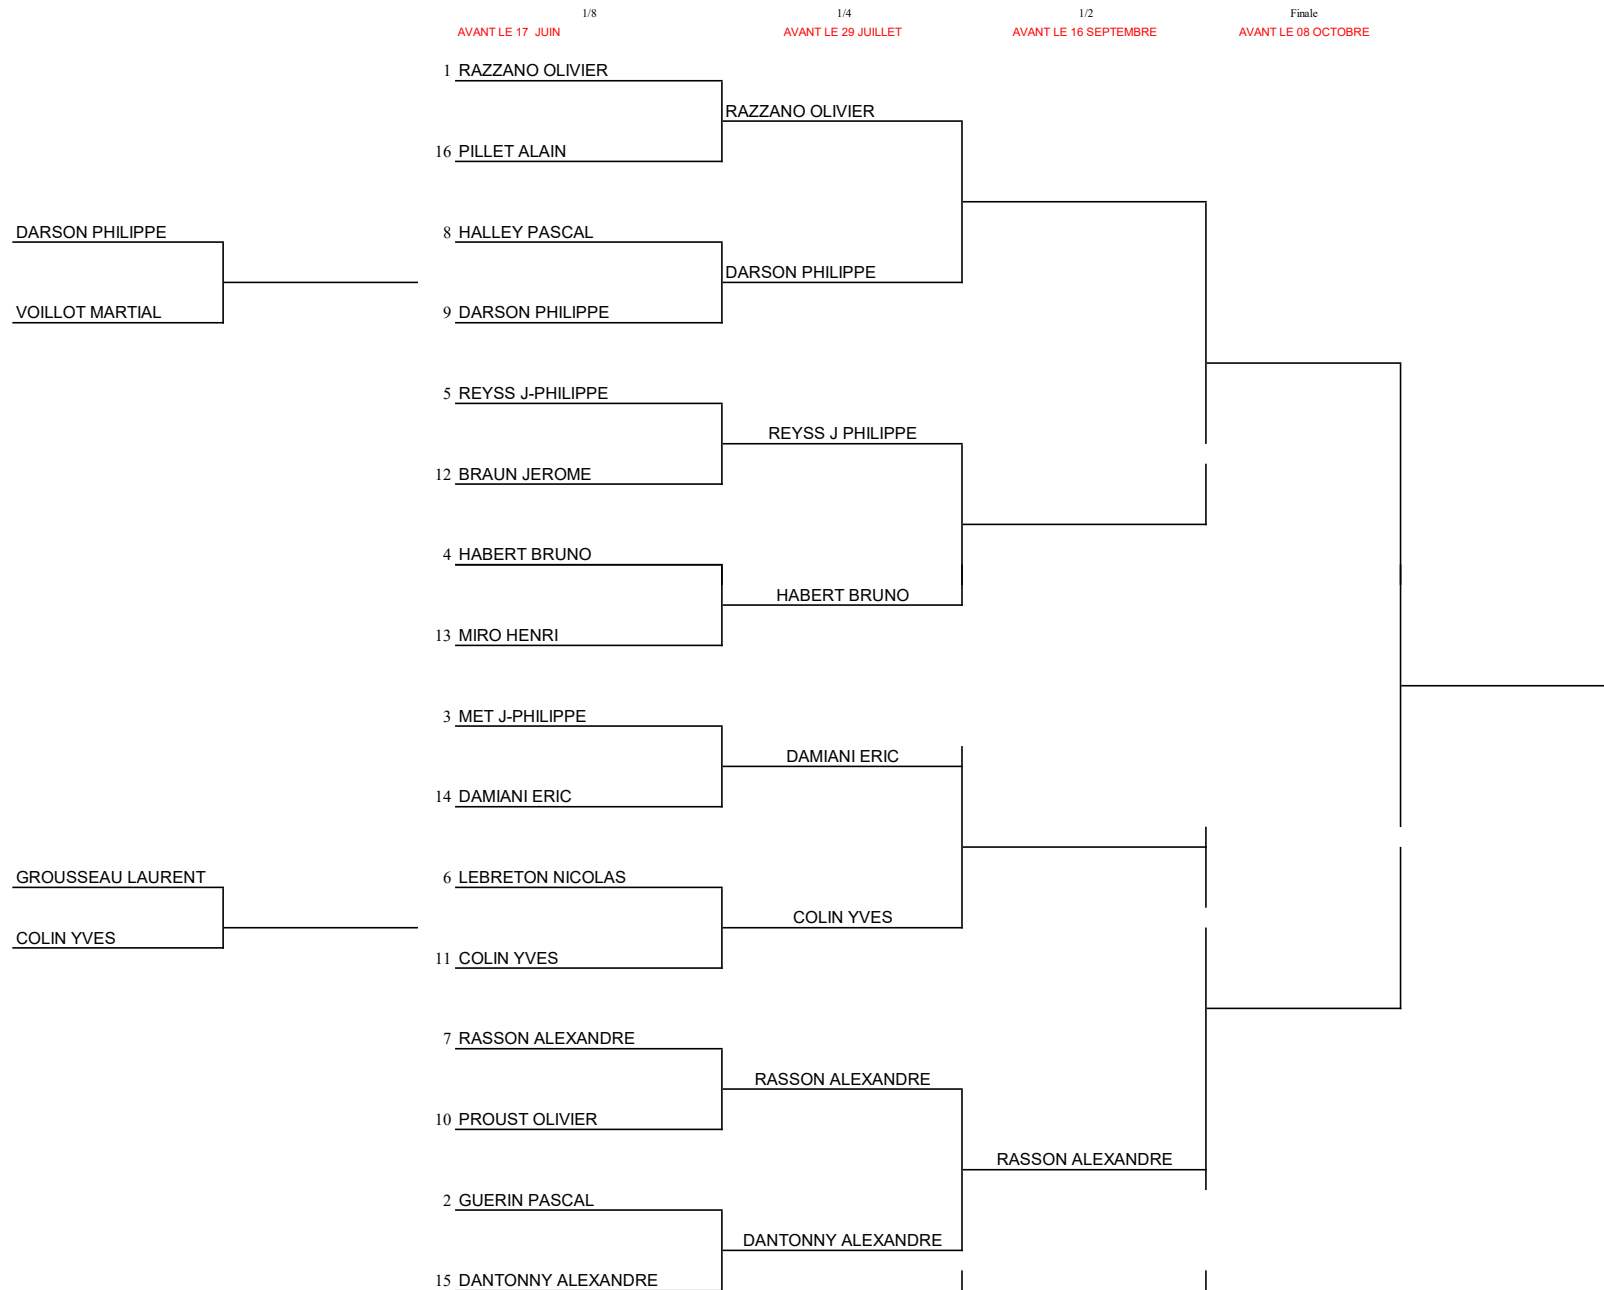 1/8 1/4 1/2 Finale
AVANT LE 17 JUIN AVANT LE 29 JUILLET AVANT LE 16 SEPTEMBRE AVANT LE 08 OCTOBRE
1 RAZZANO OLIVIER
RAZZANO OLIVIER
16 PILLET ALAIN
DARSON PHILIPPE 8 HALLEY PASCAL
DARSON PHILIPPE
VOILLOT MARTIAL 9 DARSON PHILIPPE
5 REYSS J-PHILIPPE
REYSS J PHILIPPE
12 BRAUN JEROME
4 HABERT BRUNO
HABERT BRUNO
13 MIRO HENRI
3 MET J-PHILIPPE
DAMIANI ERIC
14 DAMIANI ERIC
GROUSSEAU LAURENT 6 LEBRETON NICOLAS
COLIN YVES
COLIN YVES
11 COLIN YVES
7 RASSON ALEXANDRE
RASSON ALEXANDRE
10 PROUST OLIVIER
RASSON ALEXANDRE
2 GUERIN PASCAL
DANTONNY ALEXANDRE
15 DANTONNY ALEXANDRE